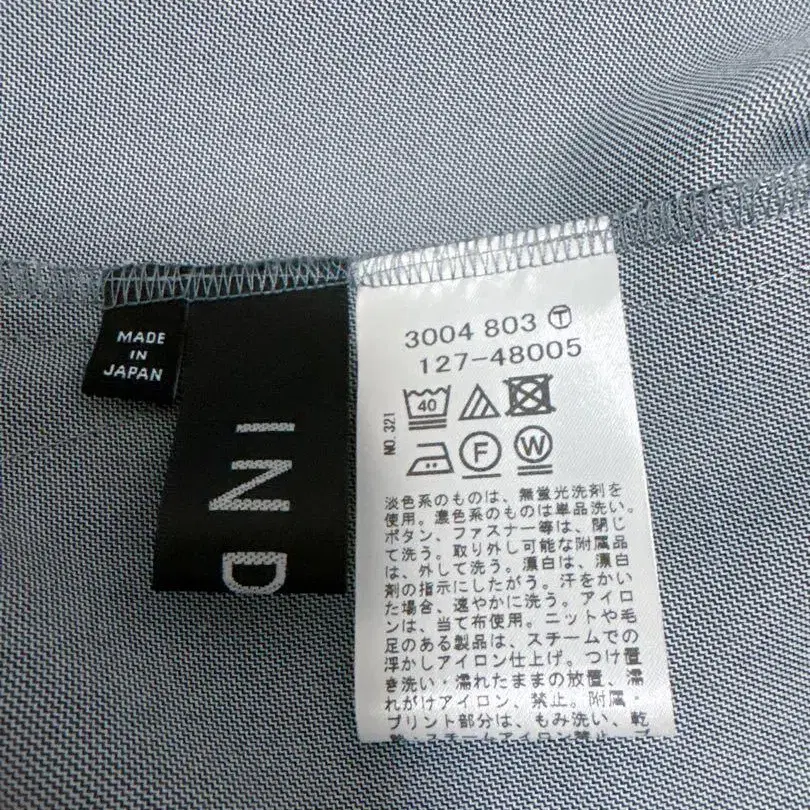 MADE
IN
JAPAN
IND
3004 803 Ⓣ
127-48005
NO.321
40
F
W
淡色系のものは、無蛍光洗剤を
使用。濃色系のものは単品洗い。
ボタン、ファスナー等は、閉じ
て洗う。取り外し可能な附属品
は、外して洗う。漂白は、漂白
剤の指示にしたがう。汗をかい
た場合、速やかに洗う。アイロ
ンは、当て布使用。ニットや毛
足のある製品は、スチームでの
浮かしアイロン仕上げ。つけ置
き洗い・濡れたままの放置、濡
れがけアイロン、禁止。附属・
プリント部分は、もみ洗い、乾